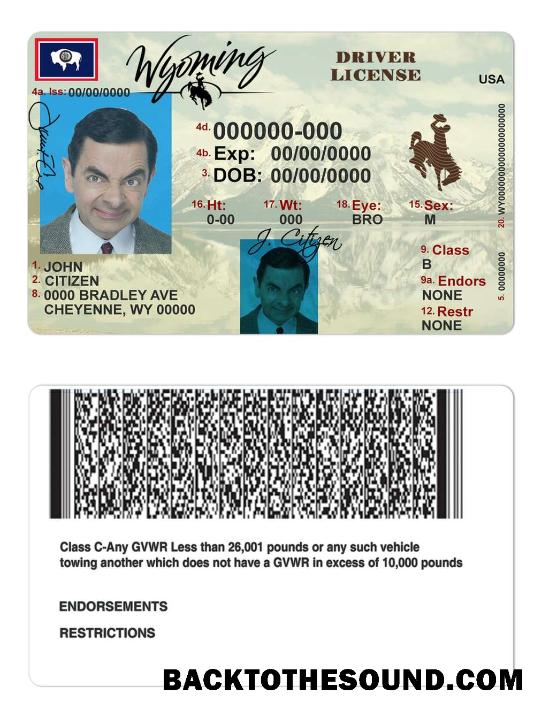 Wyoming
DRIVER
LICENSE
USA
4a. Iss: 00/00/0000
4d. 000000-000
4b. Exp: 00/00/0000
3. DOB: 00/00/0000
16. Ht: 17. Wt: 18. Eye: 15. Sex:
0-00 000 BRO M
J. Citizen
1. JOHN
2. CITIZEN
8. 0000 BRADLEY AVE
CHEYENNE, WY 00000
9. Class
B
9a. Endors
NONE
12. Restr
NONE
5. 00000000
Class C-Any GVWR Less than 26,001 pounds or any such vehicle
towing another which does not have a GVWR in excess of 10,000 pounds
ENDORSEMENTS
RESTRICTIONS
BACKTOTHESOUND.COM